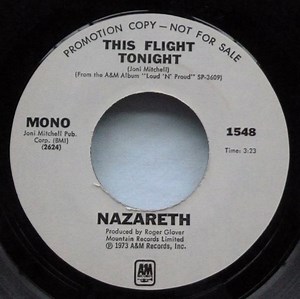 PROMOTION COPY—NOT FOR SALE
THIS FLIGHT
TONIGHT
(Joni Mitchell)
(From the A&M Album "Loud 'N' Proud" SP-3609)
MONO
Joni Mitchell Pub.
Corp. (BMI)
(2624)
1548
Time: 3:23
NAZARETH
Produced by Roger Glover
Mountain Records Limited
℗1973 A&M Records, Inc.
A&M
RECORDS